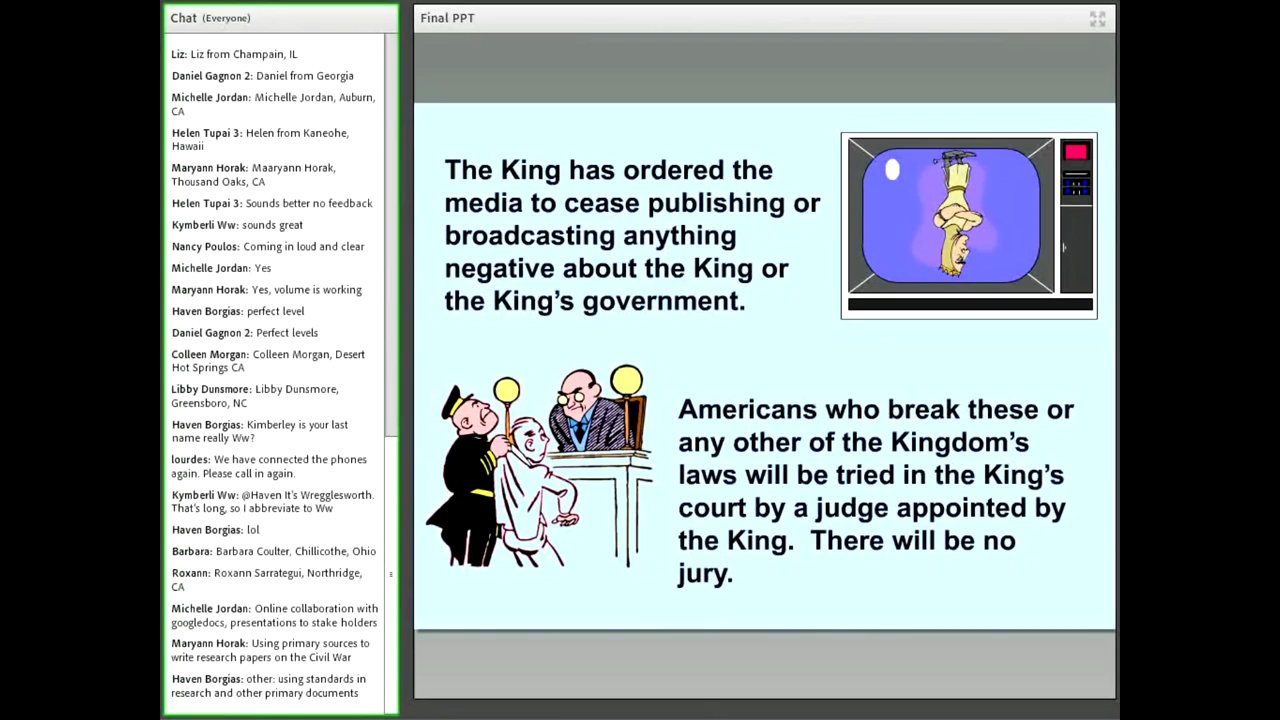 Chat (Everyone)
Liz: Liz from Champain, IL
Daniel Gagnon 2: Daniel from Georgia
Michelle Jordan: Michelle Jordan, Auburn,
CA
Helen Tupai 3: Helen from Kaneohe,
Hawaii
Maryann Horak: Maaryann Horak,
Thousand Oaks, CA
Helen Tupai 3: Sounds better no feedback
Kymberli Ww: sounds great
Nancy Poulos: Coming in loud and clear
Michelle Jordan: Yes
Maryann Horak: Yes, volume is working
Haven Borgias: perfect level
Daniel Gagnon 2: Perfect levels
Colleen Morgan: Colleen Morgan, Desert
Hot Springs CA
Libby Dunsmore: Libby Dunsmore,
Greensboro, NC
Haven Borgias: Kimberley is your last
name really Ww?
lourdes: We have connected the phones
again. Please call in again.
Kymberli Ww: @Haven It's Wregglesworth.
That's long, so I abbreviate to Ww
Haven Borgias: lol
Barbara: Barbara Coulter, Chillicothe, Ohio
Roxann: Roxann Sarrategui, Northridge,
CA
Michelle Jordan: Online collaboration with
googledocs, presentations to stake holders
Maryann Horak: Using primary sources to
write research papers on the Civil War
Haven Borgias: other: using standards in
research and other primary documents
Final PPT
The King has ordered the
media to cease publishing or
broadcasting anything
negative about the King or
the King's government.
Americans who break these or
any other of the Kingdom's
laws will be tried in the King's
court by a judge appointed by
the King.  There will be no
jury.